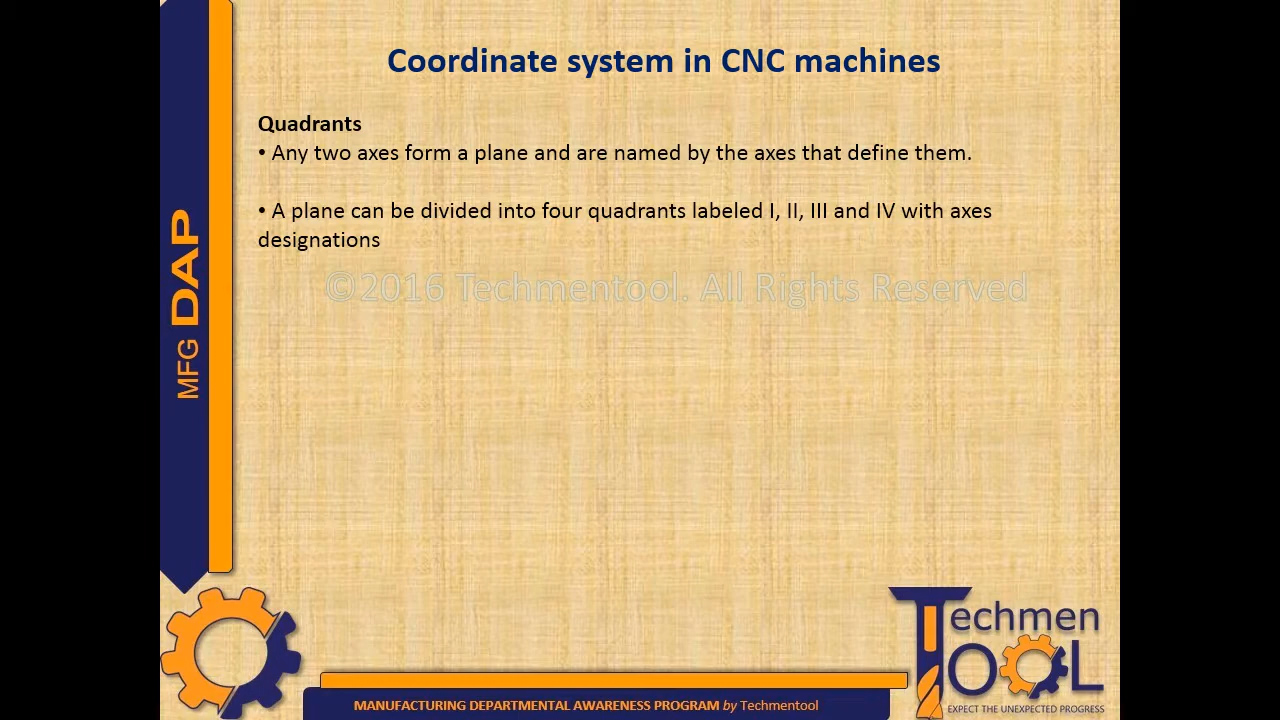 Coordinate system in CNC machines
Quadrants
• Any two axes form a plane and are named by the axes that define them.
• A plane can be divided into four quadrants labeled I, II, III and IV with axes
designations
©2016 Techmentool. All Rights Reserved
MFG DAP
Techmen
TOOL
EXPECT THE UNEXPECTED PROGRESS
MANUFACTURING DEPARTMENTAL AWARENESS PROGRAM by Techmentool